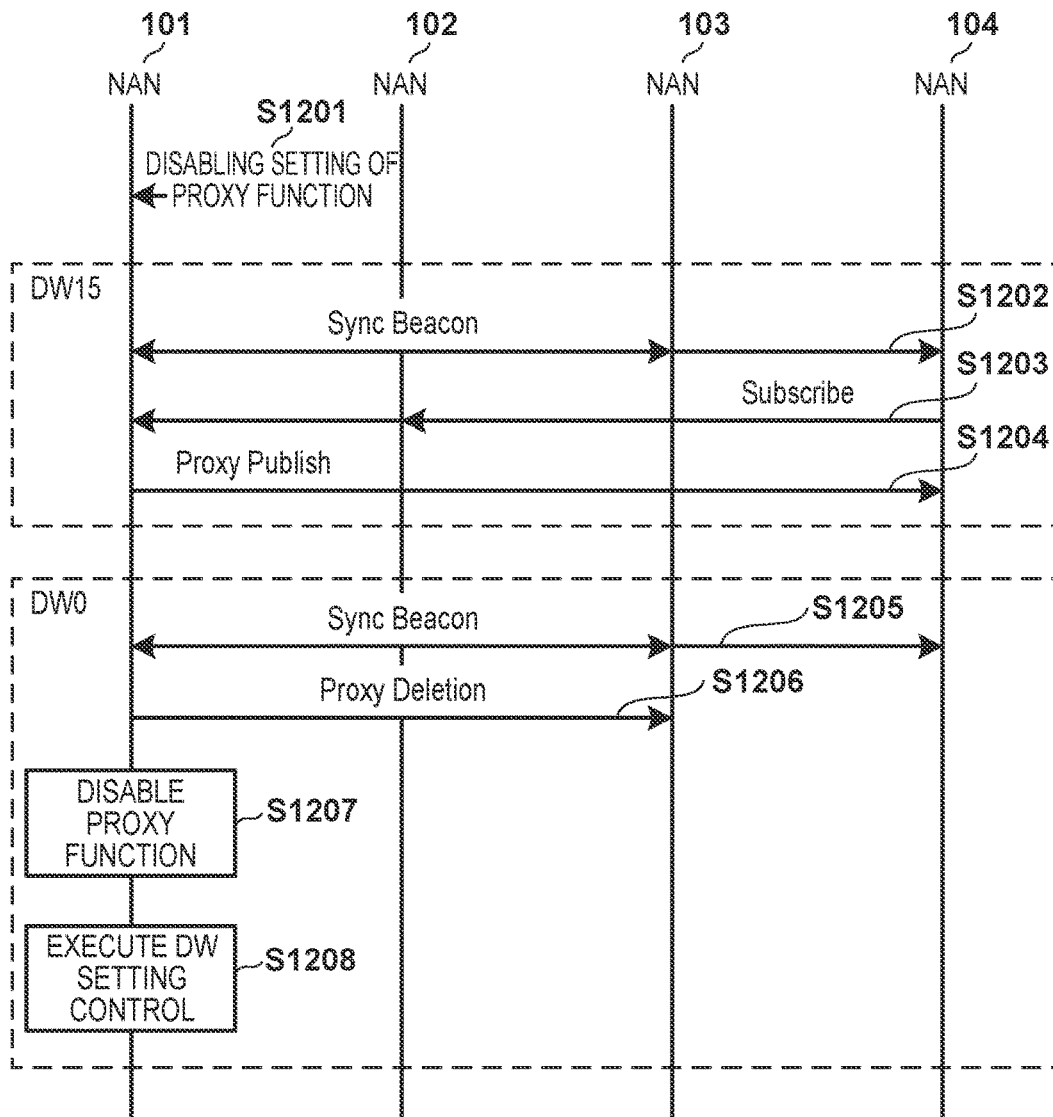 101 102 103 104
NAN NAN NAN NAN
S1201
DISABLING SETTING OF
PROXY FUNCTION
DW15
Sync Beacon
S1202
Subscribe
S1203
Proxy Publish
S1204
DW0
Sync Beacon
S1205
Proxy Deletion
S1206
DISABLE
PROXY
FUNCTION
S1207
EXECUTE DW
SETTING
CONTROL
S1208